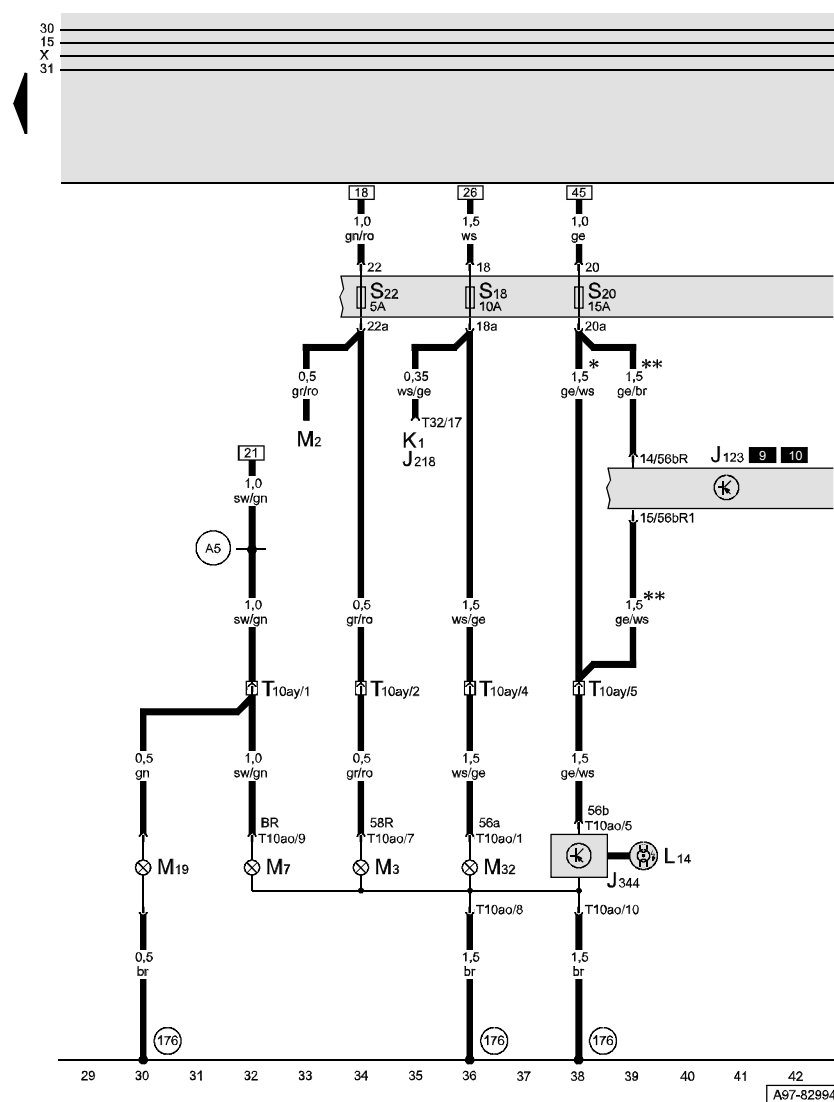 30
15
X
31
18 26 45
1,0 1,5 1,0
gn/ro ws ge
22 18 20
S22 S18 S20
5A 10A 15A
22a 18a 20a
* **
0,5 0,35 1,5 1,5
gr/ro ws/ge ge/ws ge/br
T32/17
M2 K1
J218
21
14/56bR J123 9 10
1,0
sw/gn
15/56bR1
A5
**
1,0 0,5 1,5 1,5
sw/gn gr/ro ws/ge ge/ws
T10ay/1 T10ay/2 T10ay/4 T10ay/5
0,5 1,0 0,5 1,5 1,5
gn sw/gn gr/ro ws/ge ge/ws
56b
BR 58R 56a T10ao/5
T10ao/9 T10ao/7 T10ao/1
M19 M7 M3 M32 L14
J344
T10ao/8 T10ao/10
0,5 1,5 1,5
br br br
176 176 176
29 30 31 32 33 34 35 36 37 38 39 40 41 42
A97-82994